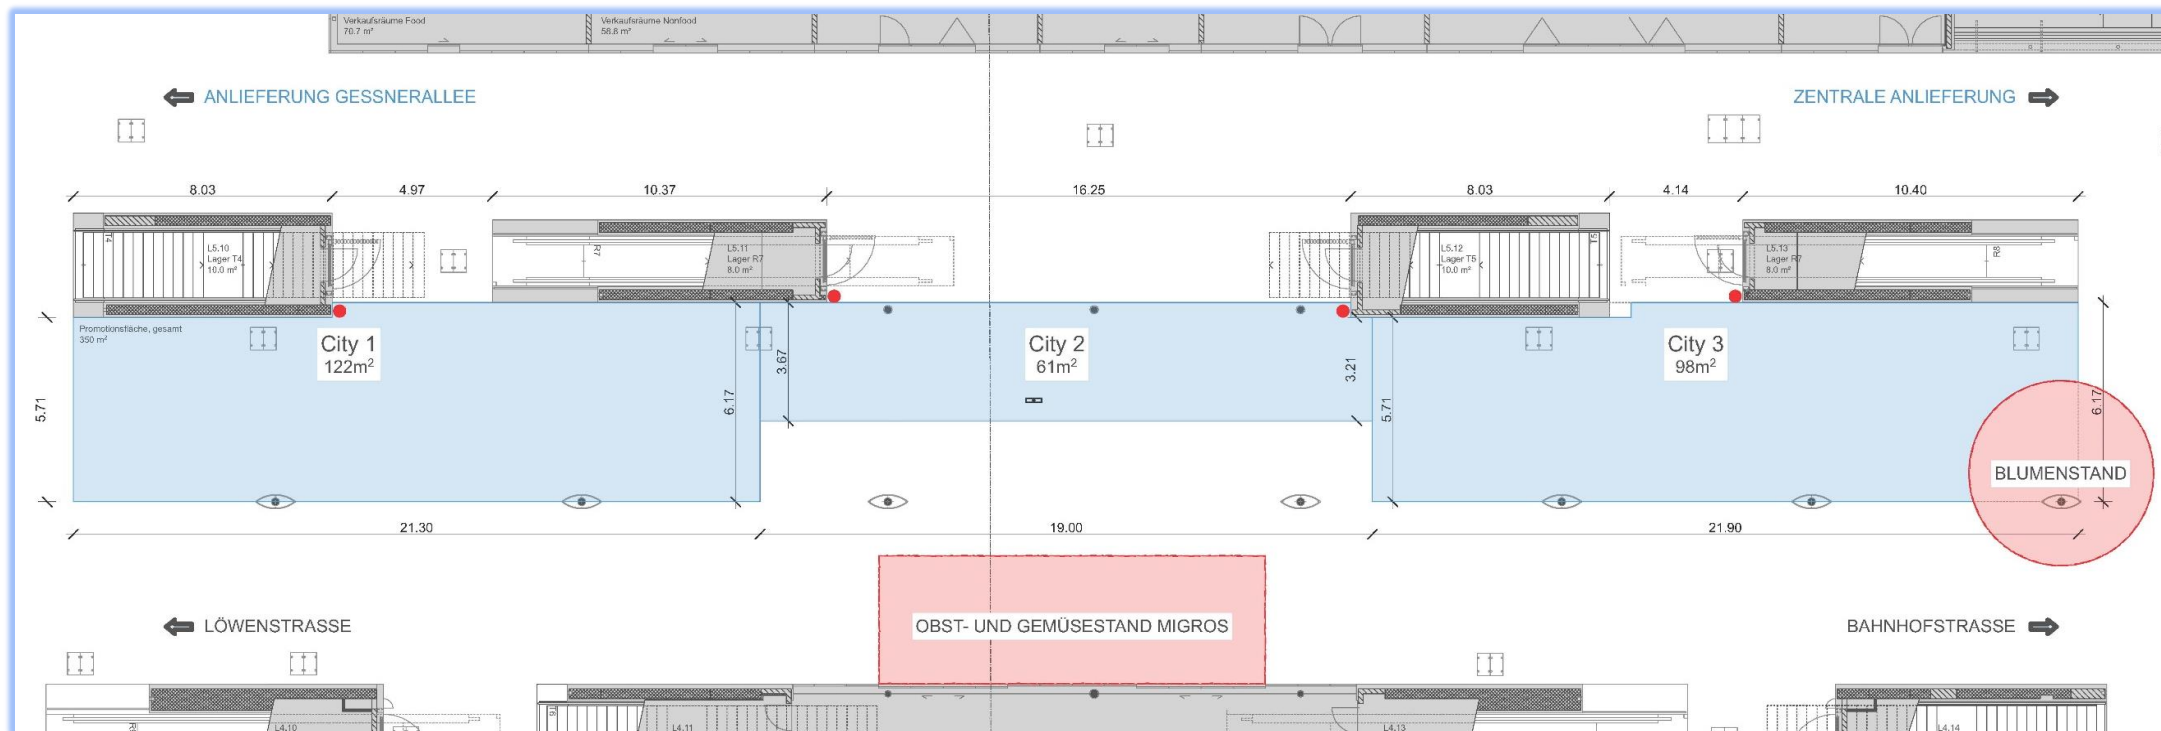 Verkaufsräume Food
70.7 m²
Verkaufsräume Nonfood
58.8 m²
ANLIEFERUNG GESSNERALLEE
ZENTRALE ANLIEFERUNG
8.03
4.97
10.37
16.25
8.03
4.14
10.40
T4
L5.10
Lager T4
10.0 m²
R7
L5.11
Lager R7
8.0 m²
L5.12
Lager T5
10.0 m²
T5
L5.13
Lager R7
8.0 m²
R8
Promotionsfläche, gesamt
350 m²
City 1
122m²
City 2
61m²
City 3
98m²
5.71
6.17
3.67
3.21
5.71
6.17
BLUMENSTAND
21.30
19.00
21.90
OBST- UND GEMÜSESTAND MIGROS
LÖWENSTRASSE
BAHNHOFSTRASSE
L4.10
T6
L4.11
L4.13
L4.14